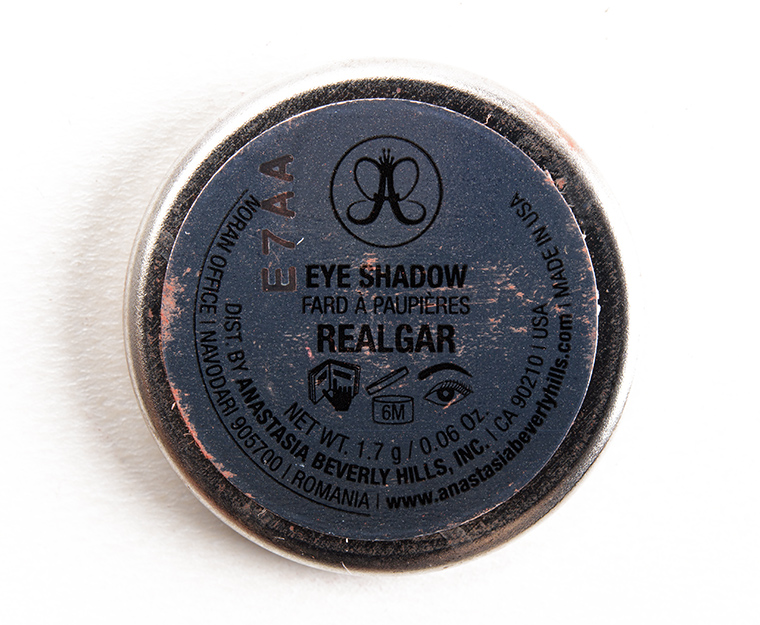 E7AA
EYE SHADOW
FARD À PAUPIÈRES
REALGAR
6M
NET WT. 1.7 g / 0.06 Oz.
DIST. BY ANASTASIA BEVERLY HILLS, INC. | CA 90210 | USA
NORAN OFFICE | NAVODARI 905700 | ROMANIA | www.anastasiabeverlyhills.com | MADE IN USA